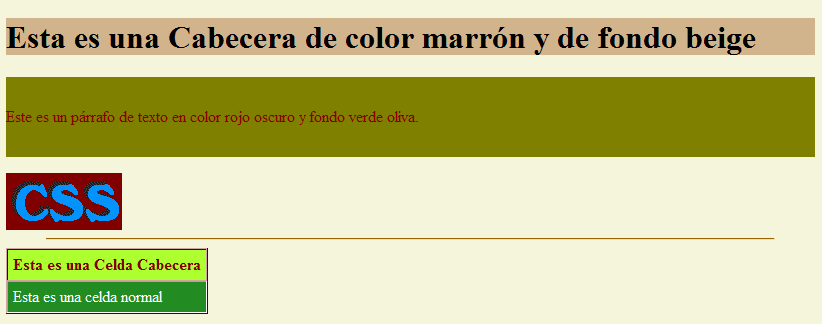 Esta es una Cabecera de color marrón y de fondo beige
Este es un párrafo de texto en color rojo oscuro y fondo verde oliva.
CSS
Esta es una Celda Cabecera
Esta es una celda normal